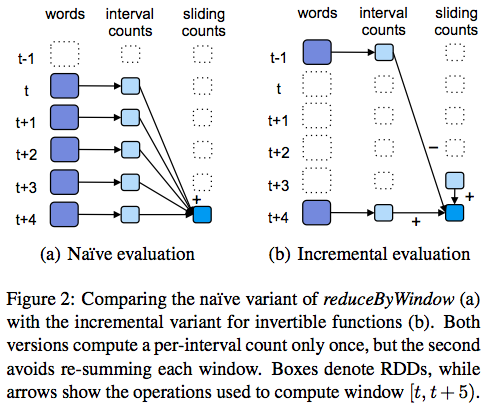 words interval counts sliding counts words interval counts sliding counts
t-1 t-1
t t
t+1 t+1
t+2 t+2
−
t+3 t+3
+ +
t+4 t+4
+
(a) Naïve evaluation (b) Incremental evaluation
Figure 2: Comparing the naïve variant of reduceByWindow (a)
with the incremental variant for invertible functions (b). Both
versions compute a per-interval count only once, but the second
avoids re-summing each window. Boxes denote RDDs, while
arrows show the operations used to compute window [t, t + 5).